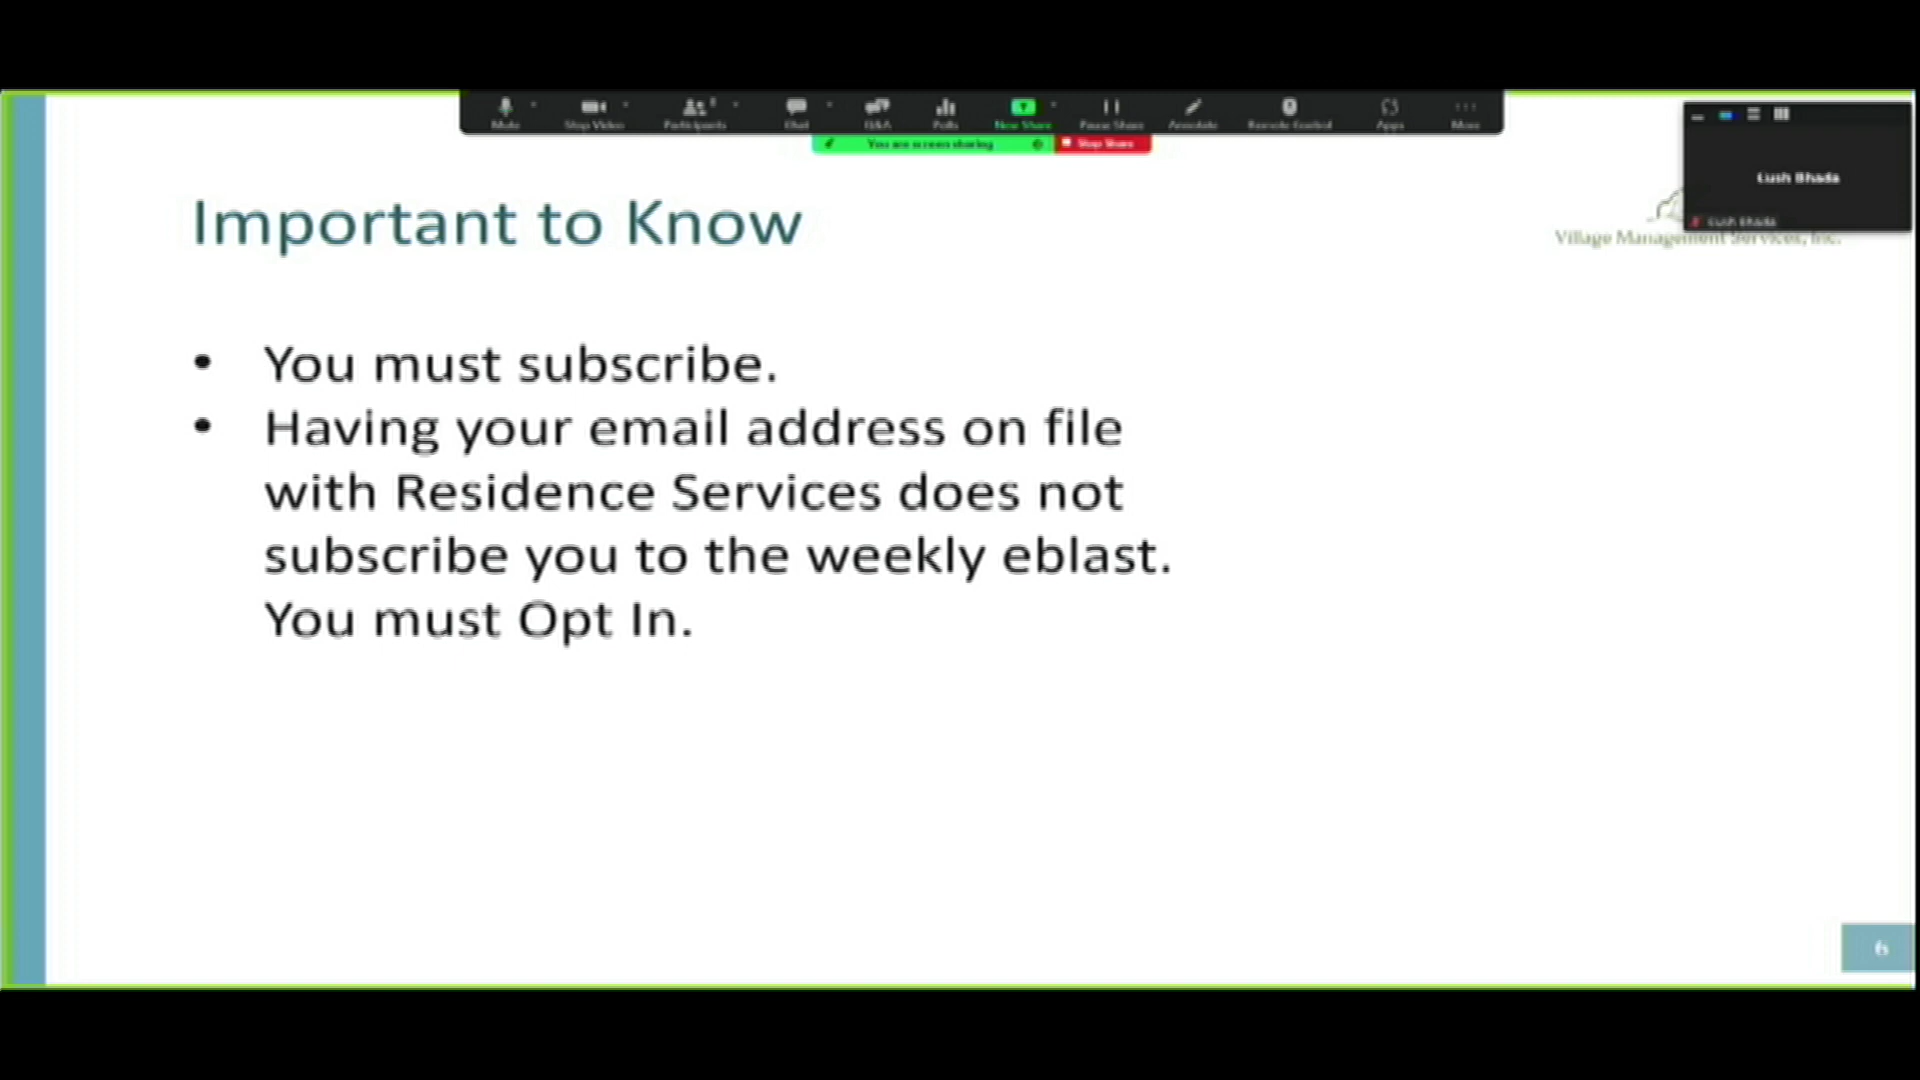 Mute
Stop Video
Participants
Chat
Q&A
Polls
New Share
Pause Share
Annotate
Remote Control
Apps
More
You are screen sharing
Stop Share
Cush Bhada
Cush Bhada
Village Management Services, Inc.
Important to Know
• You must subscribe.
• Having your email address on file
with Residence Services does not
subscribe you to the weekly eblast.
You must Opt In.
6